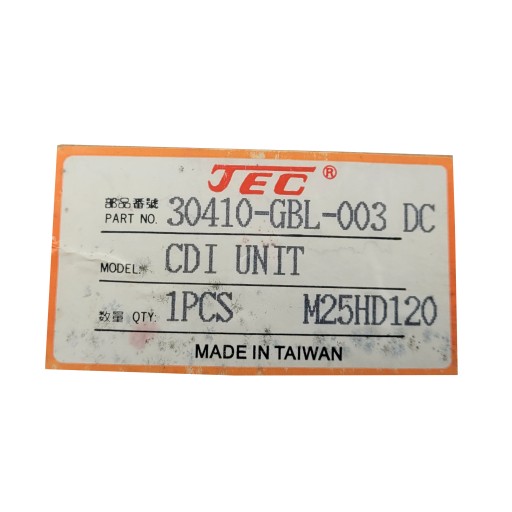 TEC®
部品番號
PART NO. 30410-GBL-003 DC
MODEL: CDI UNIT
數量 QTY: 1PCS M25HD120
MADE IN TAIWAN